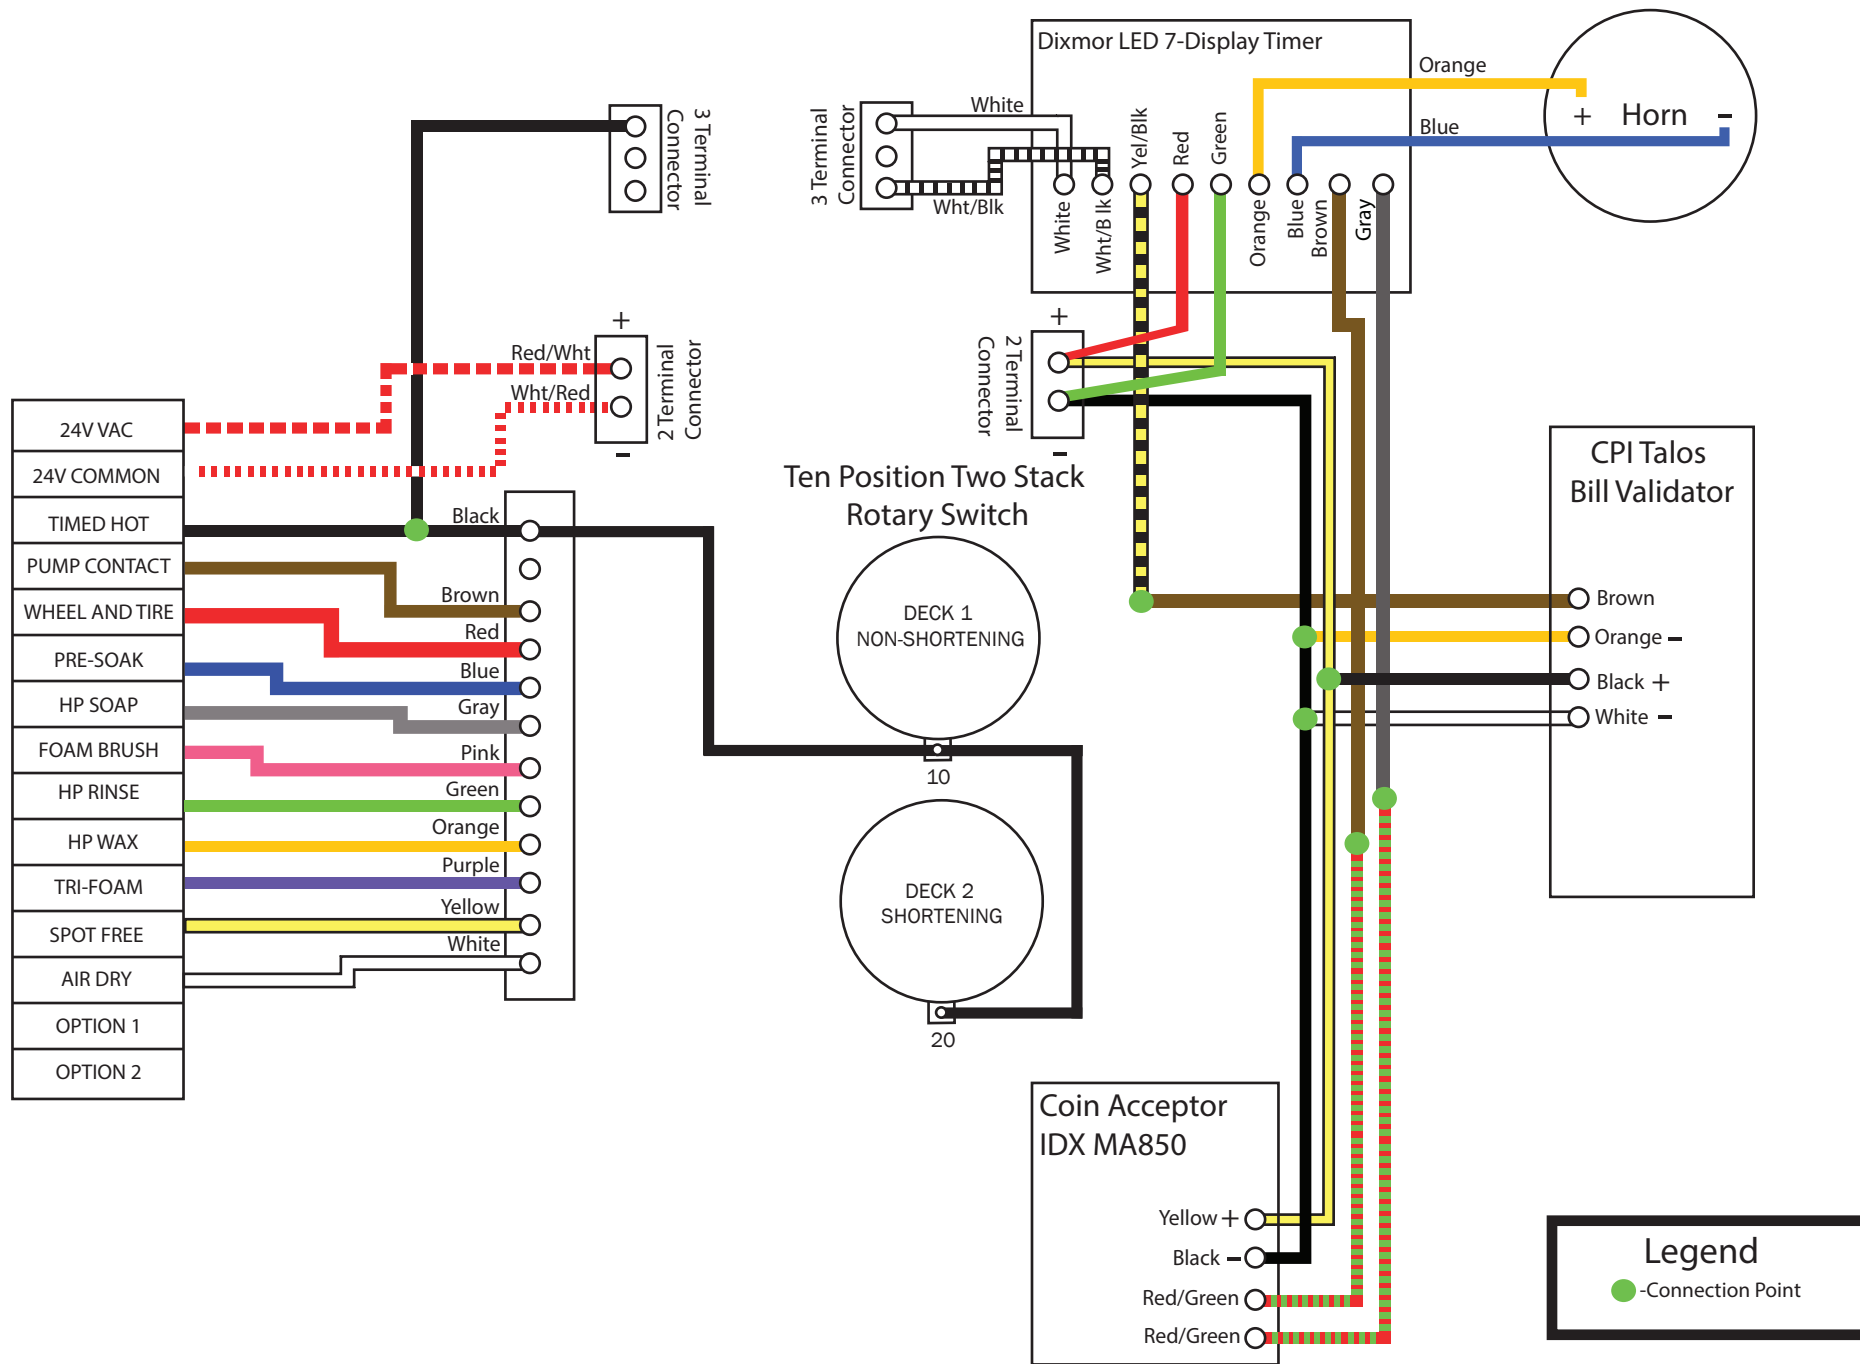 Dixmor LED 7-Display Timer
Orange
+ Horn -
Blue
3 Terminal
Connector
3 Terminal
Connector
White
Wht/Blk
Yel/Blk
Red
Green
White
Wht/B lk
Orange
Blue
Brown
Gray
+
Red/Wht
Wht/Red
2 Terminal
Connector
-
+
2 Terminal
Connector
-
24V VAC
24V COMMON
TIMED HOT
PUMP CONTACT
WHEEL AND TIRE
PRE-SOAK
HP SOAP
FOAM BRUSH
HP RINSE
HP WAX
TRI-FOAM
SPOT FREE
AIR DRY
OPTION 1
OPTION 2
Black
Brown
Red
Blue
Gray
Pink
Green
Orange
Purple
Yellow
White
Ten Position Two Stack
Rotary Switch
DECK 1
NON-SHORTENING
10
DECK 2
SHORTENING
20
CPI Talos
Bill Validator
Brown
Orange -
Black +
White -
Coin Acceptor
IDX MA850
Yellow +
Black -
Red/Green
Red/Green
Legend
-Connection Point